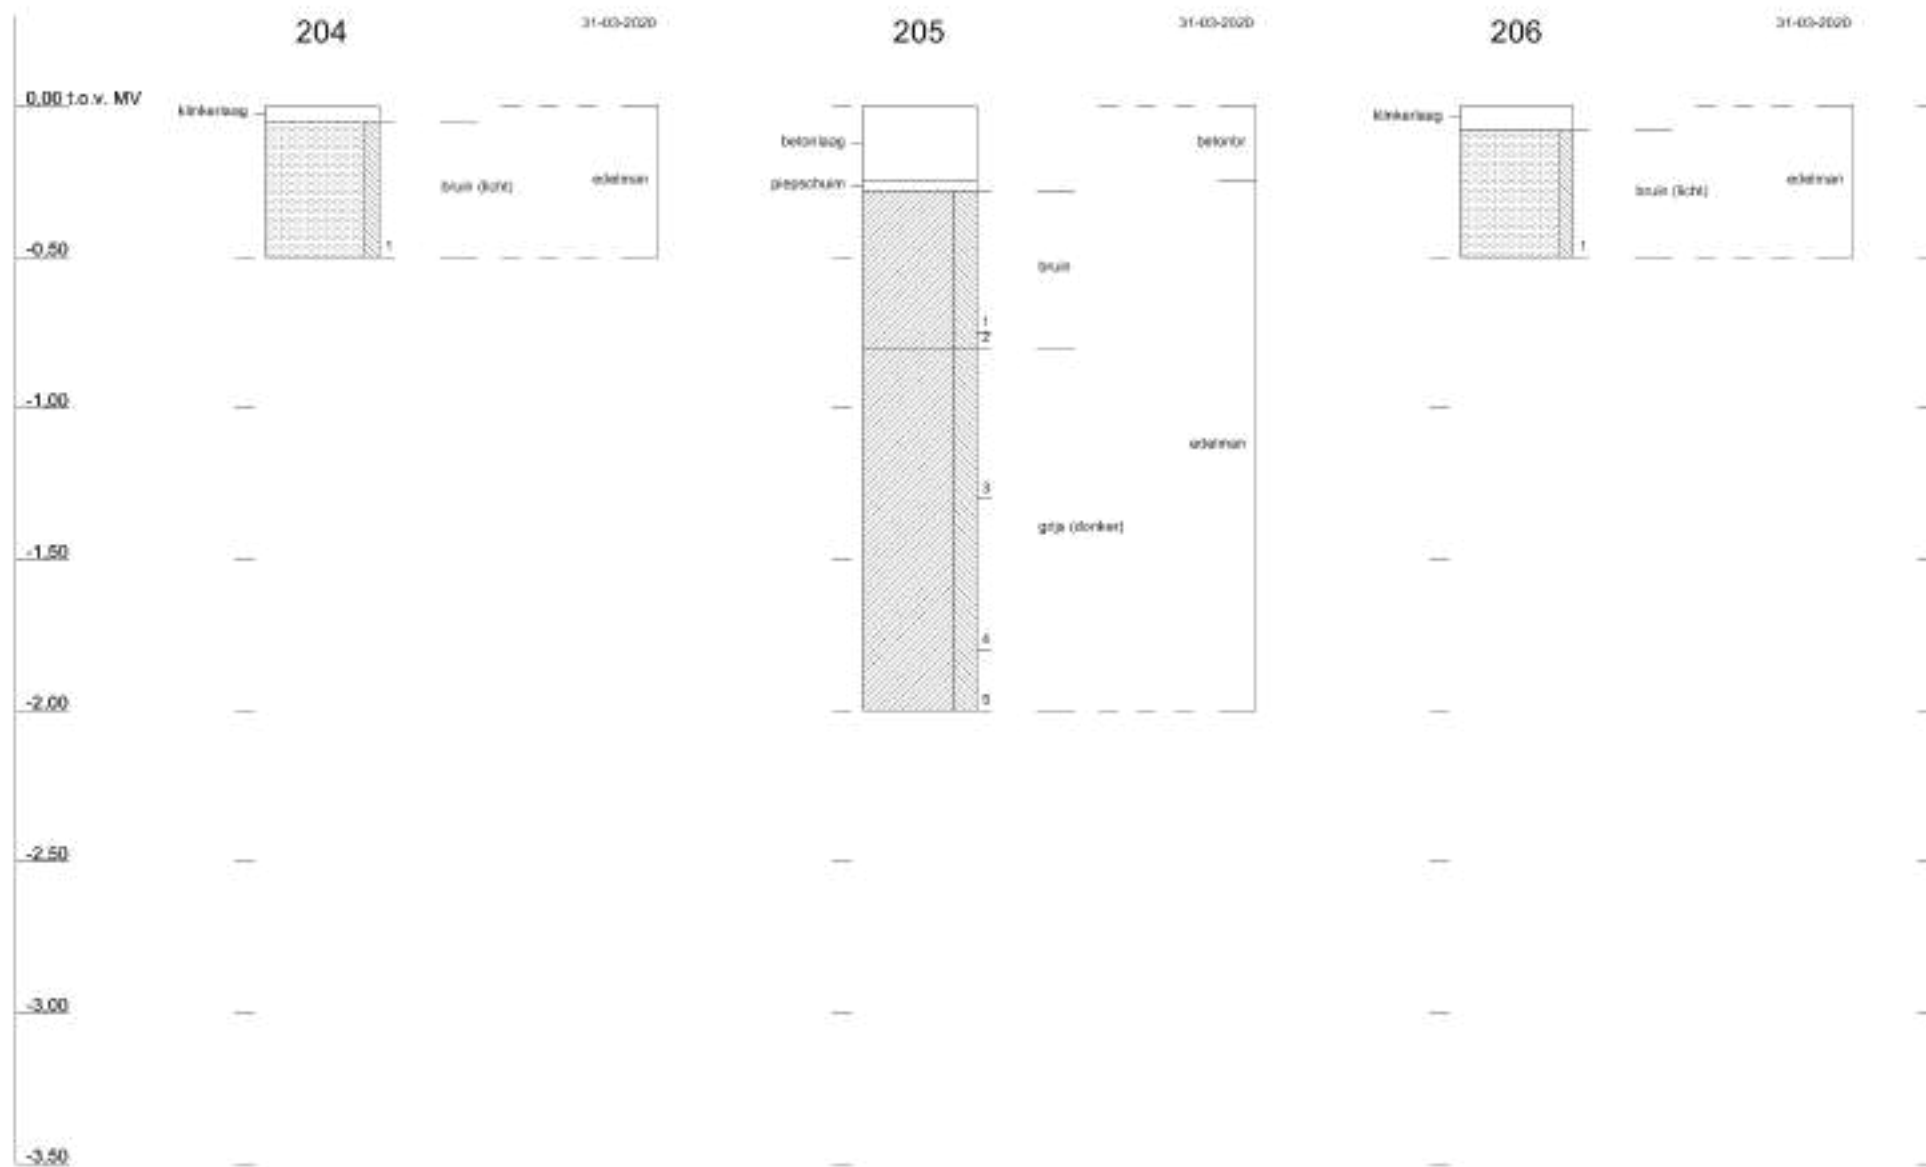 204
31-03-2020
205
31-03-2020
206
31-03-2020
0.00 t.o.v. MV
klinkerlaag
bruin (licht)
edelman
1
betonlaag
piepschuim
betonbr
bruin
1
2
edelman
3
grijs (donker)
4
5
klinkerlaag
bruin (licht)
edelman
1
-0.50
-1.00
-1.50
-2.00
-2.50
-3.00
-3.50